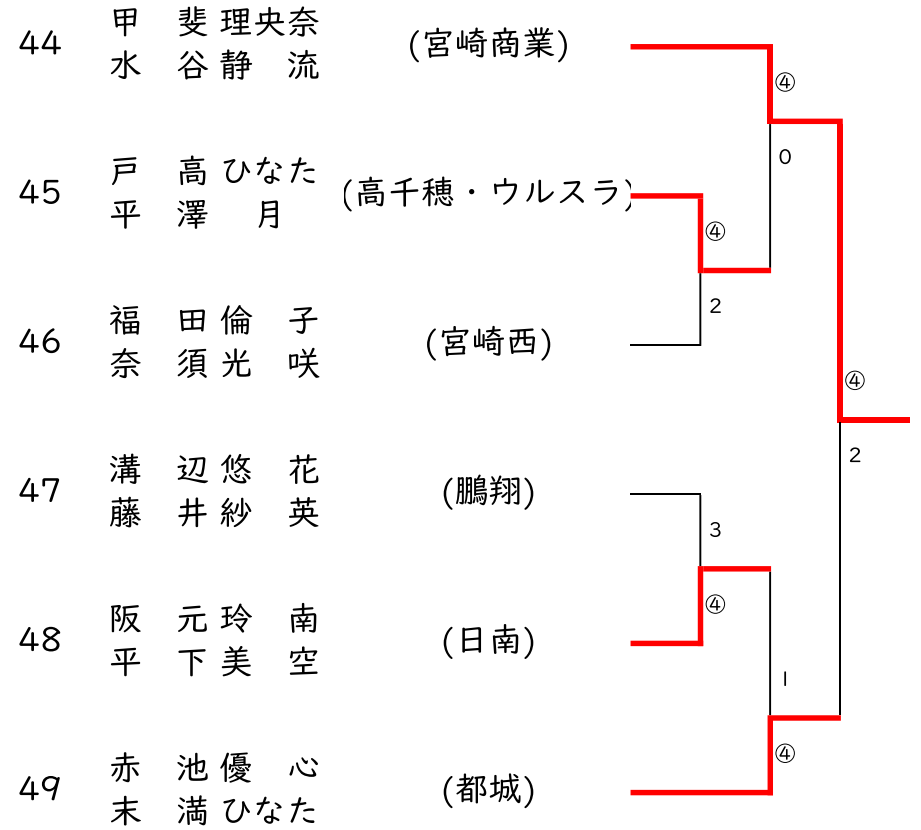 甲 斐 理央奈
44 (宮崎商業)
水 谷 静 流
④
0
戸 高 ひなた
45 (高千穂・ウルスラ)
平 澤 月
④
2
福 田 倫 子
46 (宮崎西)
奈 須 光 咲
④
2
溝 辺 悠 花
47 (鵬翔)
藤 井 紗 英
3
④
阪 元 玲 南
48 (日南)
平 下 美 空
1
④
赤 池 優 心
49 (都城)
末 満 ひなた